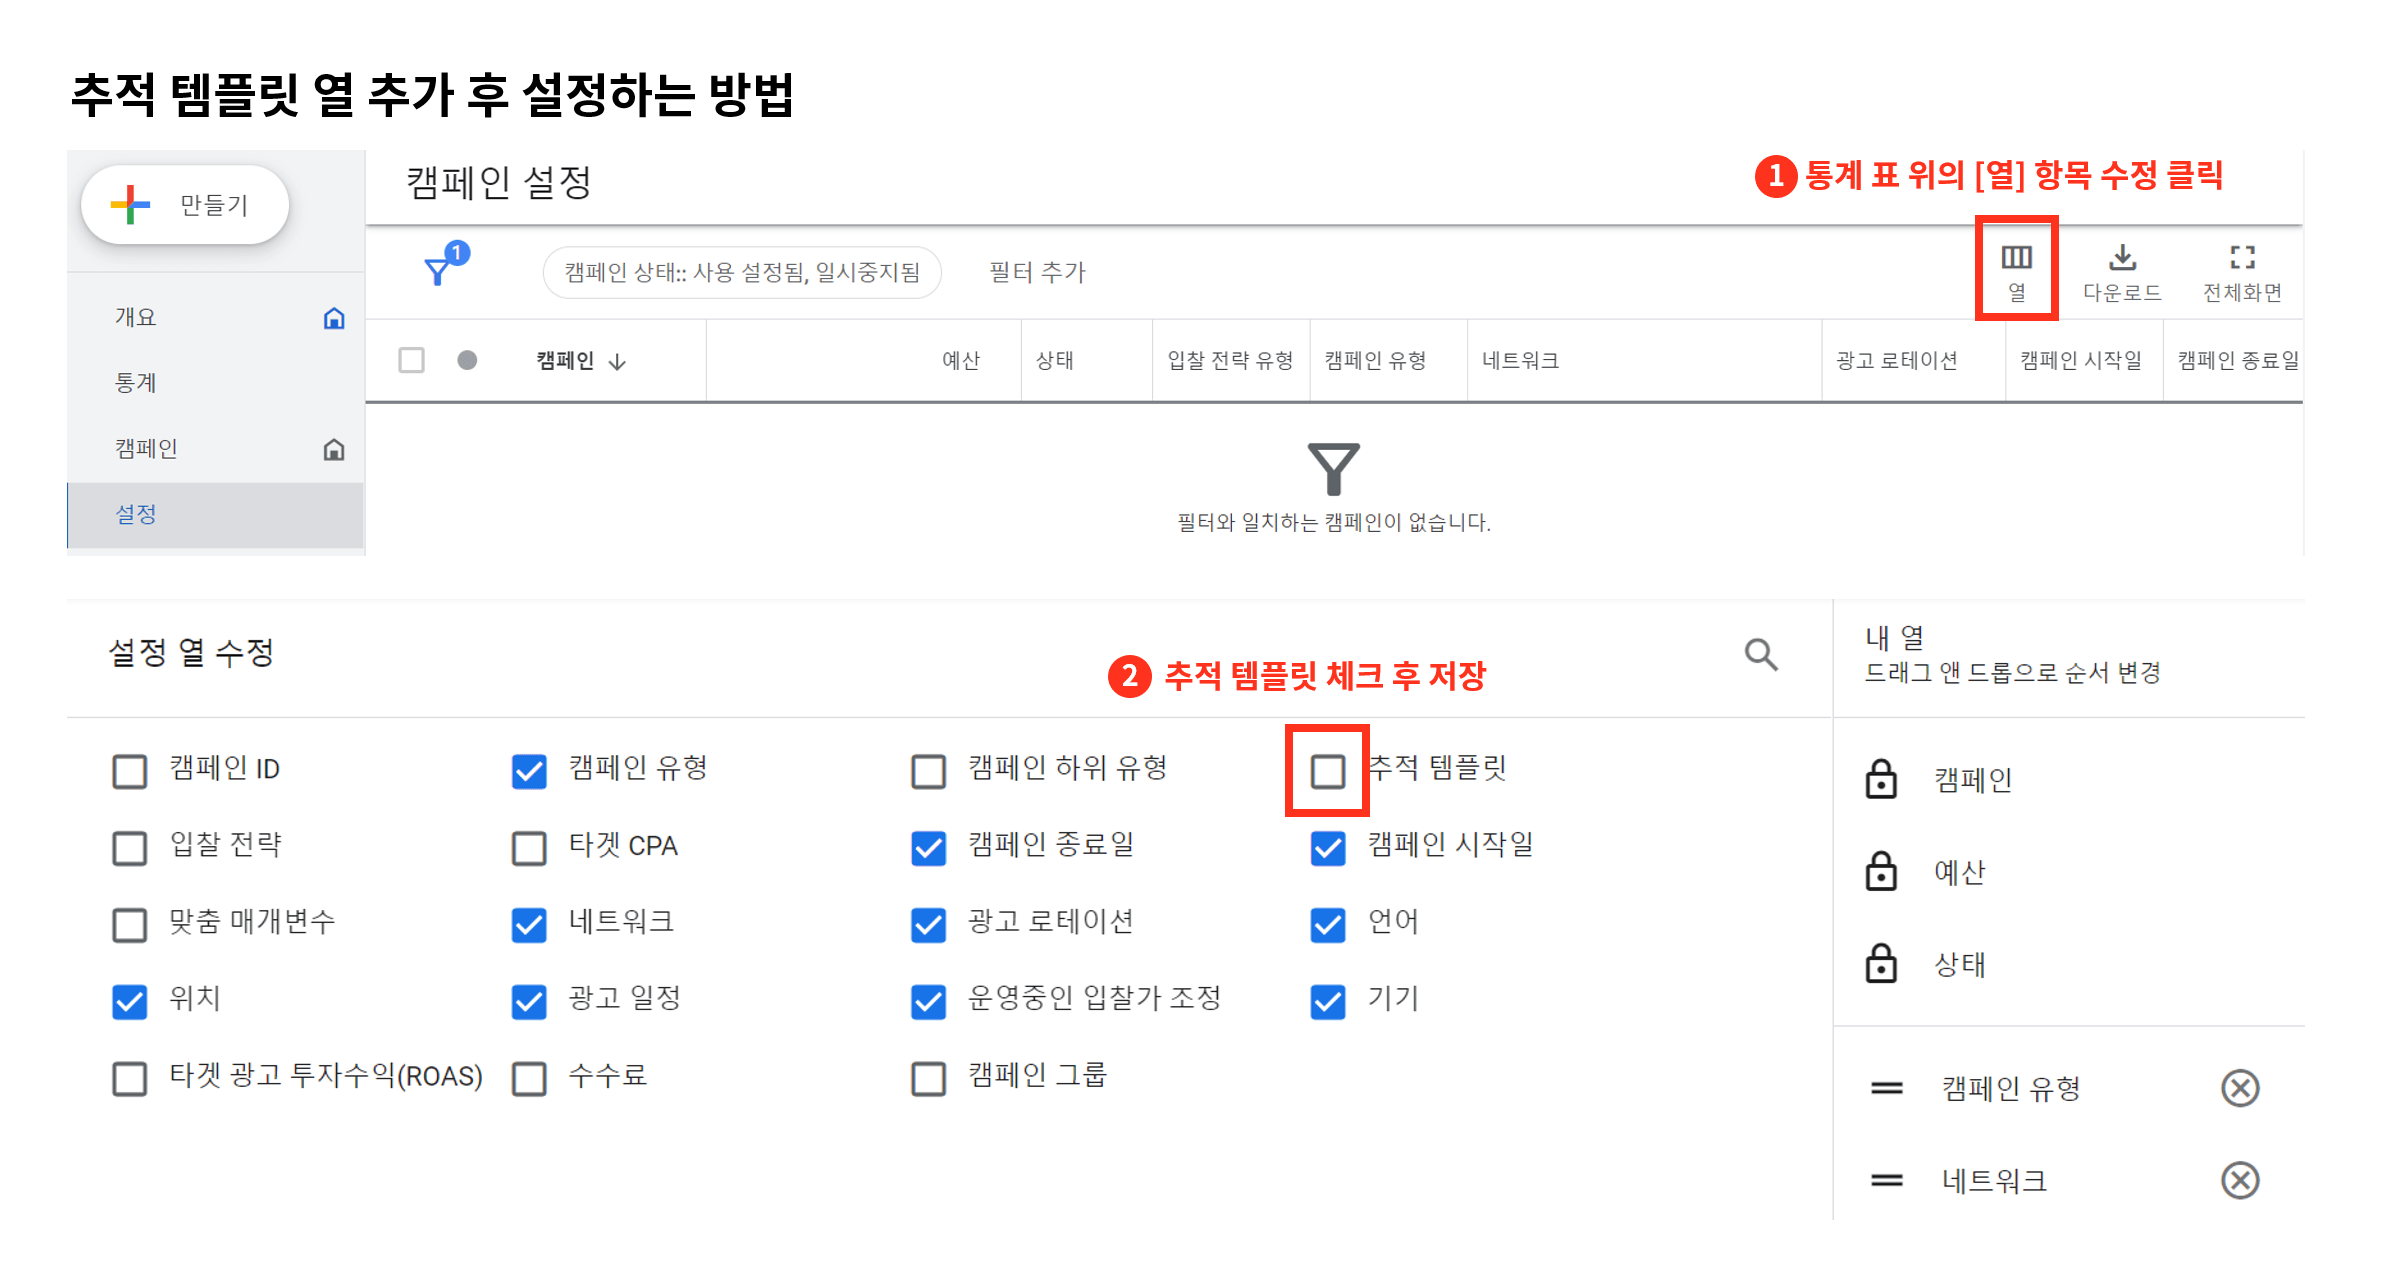 추적 템플릿 열 추가 후 설정하는 방법
만들기
캠페인 설정
1 통계 표 위의 [열] 항목 수정 클릭
1
캠페인 상태:: 사용 설정됨, 일시중지됨
필터 추가
열
다운로드
전체화면
개요
통계
캠페인
설정
캠페인 예산 상태 입찰 전략 유형 캠페인 유형 네트워크 광고 로테이션 캠페인 시작일 캠페인 종료일
필터와 일치하는 캠페인이 없습니다.
설정 열 수정
2 추적 템플릿 체크 후 저장
캠페인 ID 캠페인 유형 캠페인 하위 유형 추적 템플릿
입찰 전략 타겟 CPA 캠페인 종료일 캠페인 시작일
맞춤 매개변수 네트워크 광고 로테이션 언어
위치 광고 일정 운영중인 입찰가 조정 기기
타겟 광고 투자수익(ROAS) 수수료 캠페인 그룹
내 열
드래그 앤 드롭으로 순서 변경
캠페인
예산
상태
캠페인 유형
네트워크